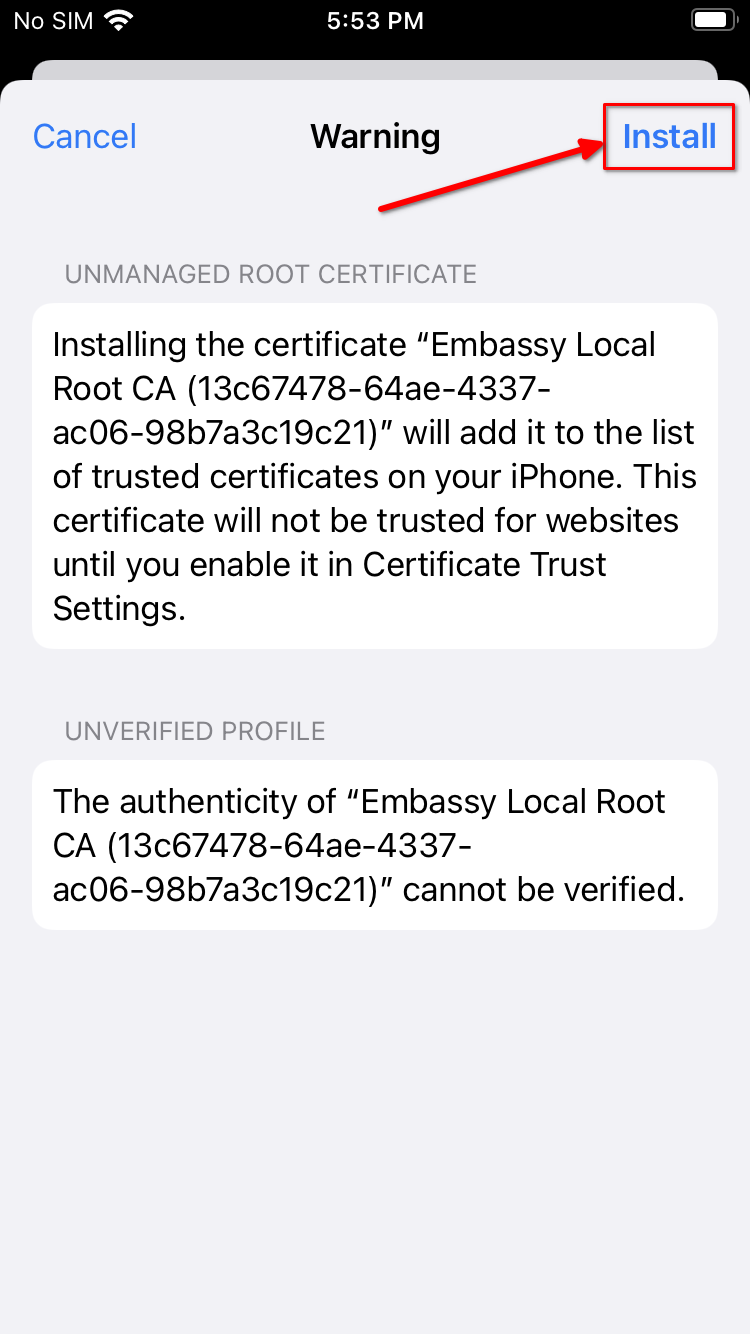 No SIM 5:53 PM
Cancel Warning Install
UNMANAGED ROOT CERTIFICATE
Installing the certificate “Embassy Local
Root CA (13c67478-64ae-4337-
ac06-98b7a3c19c21)” will add it to the list
of trusted certificates on your iPhone. This
certificate will not be trusted for websites
until you enable it in Certificate Trust
Settings.
UNVERIFIED PROFILE
The authenticity of “Embassy Local Root
CA (13c67478-64ae-4337-
ac06-98b7a3c19c21)” cannot be verified.